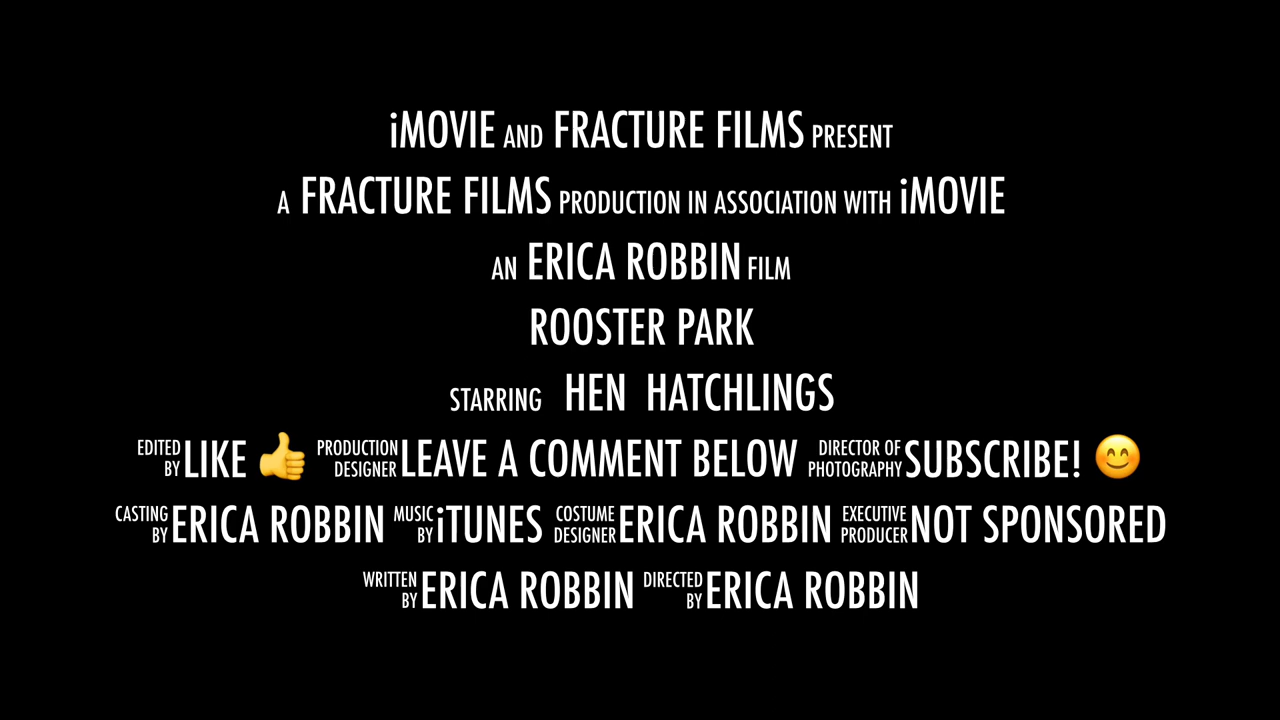 iMOVIE AND FRACTURE FILMS PRESENT
A FRACTURE FILMS PRODUCTION IN ASSOCIATION WITH iMOVIE
AN ERICA ROBBIN FILM
ROOSTER PARK
STARRING HEN HATCHLINGS
EDITED BY LIKE 👍 PRODUCTION DESIGNER LEAVE A COMMENT BELOW DIRECTOR OF PHOTOGRAPHY SUBSCRIBE! 😊
CASTING BY ERICA ROBBIN MUSIC BY iTUNES COSTUME DESIGNER ERICA ROBBIN EXECUTIVE PRODUCER NOT SPONSORED
WRITTEN BY ERICA ROBBIN DIRECTED BY ERICA ROBBIN